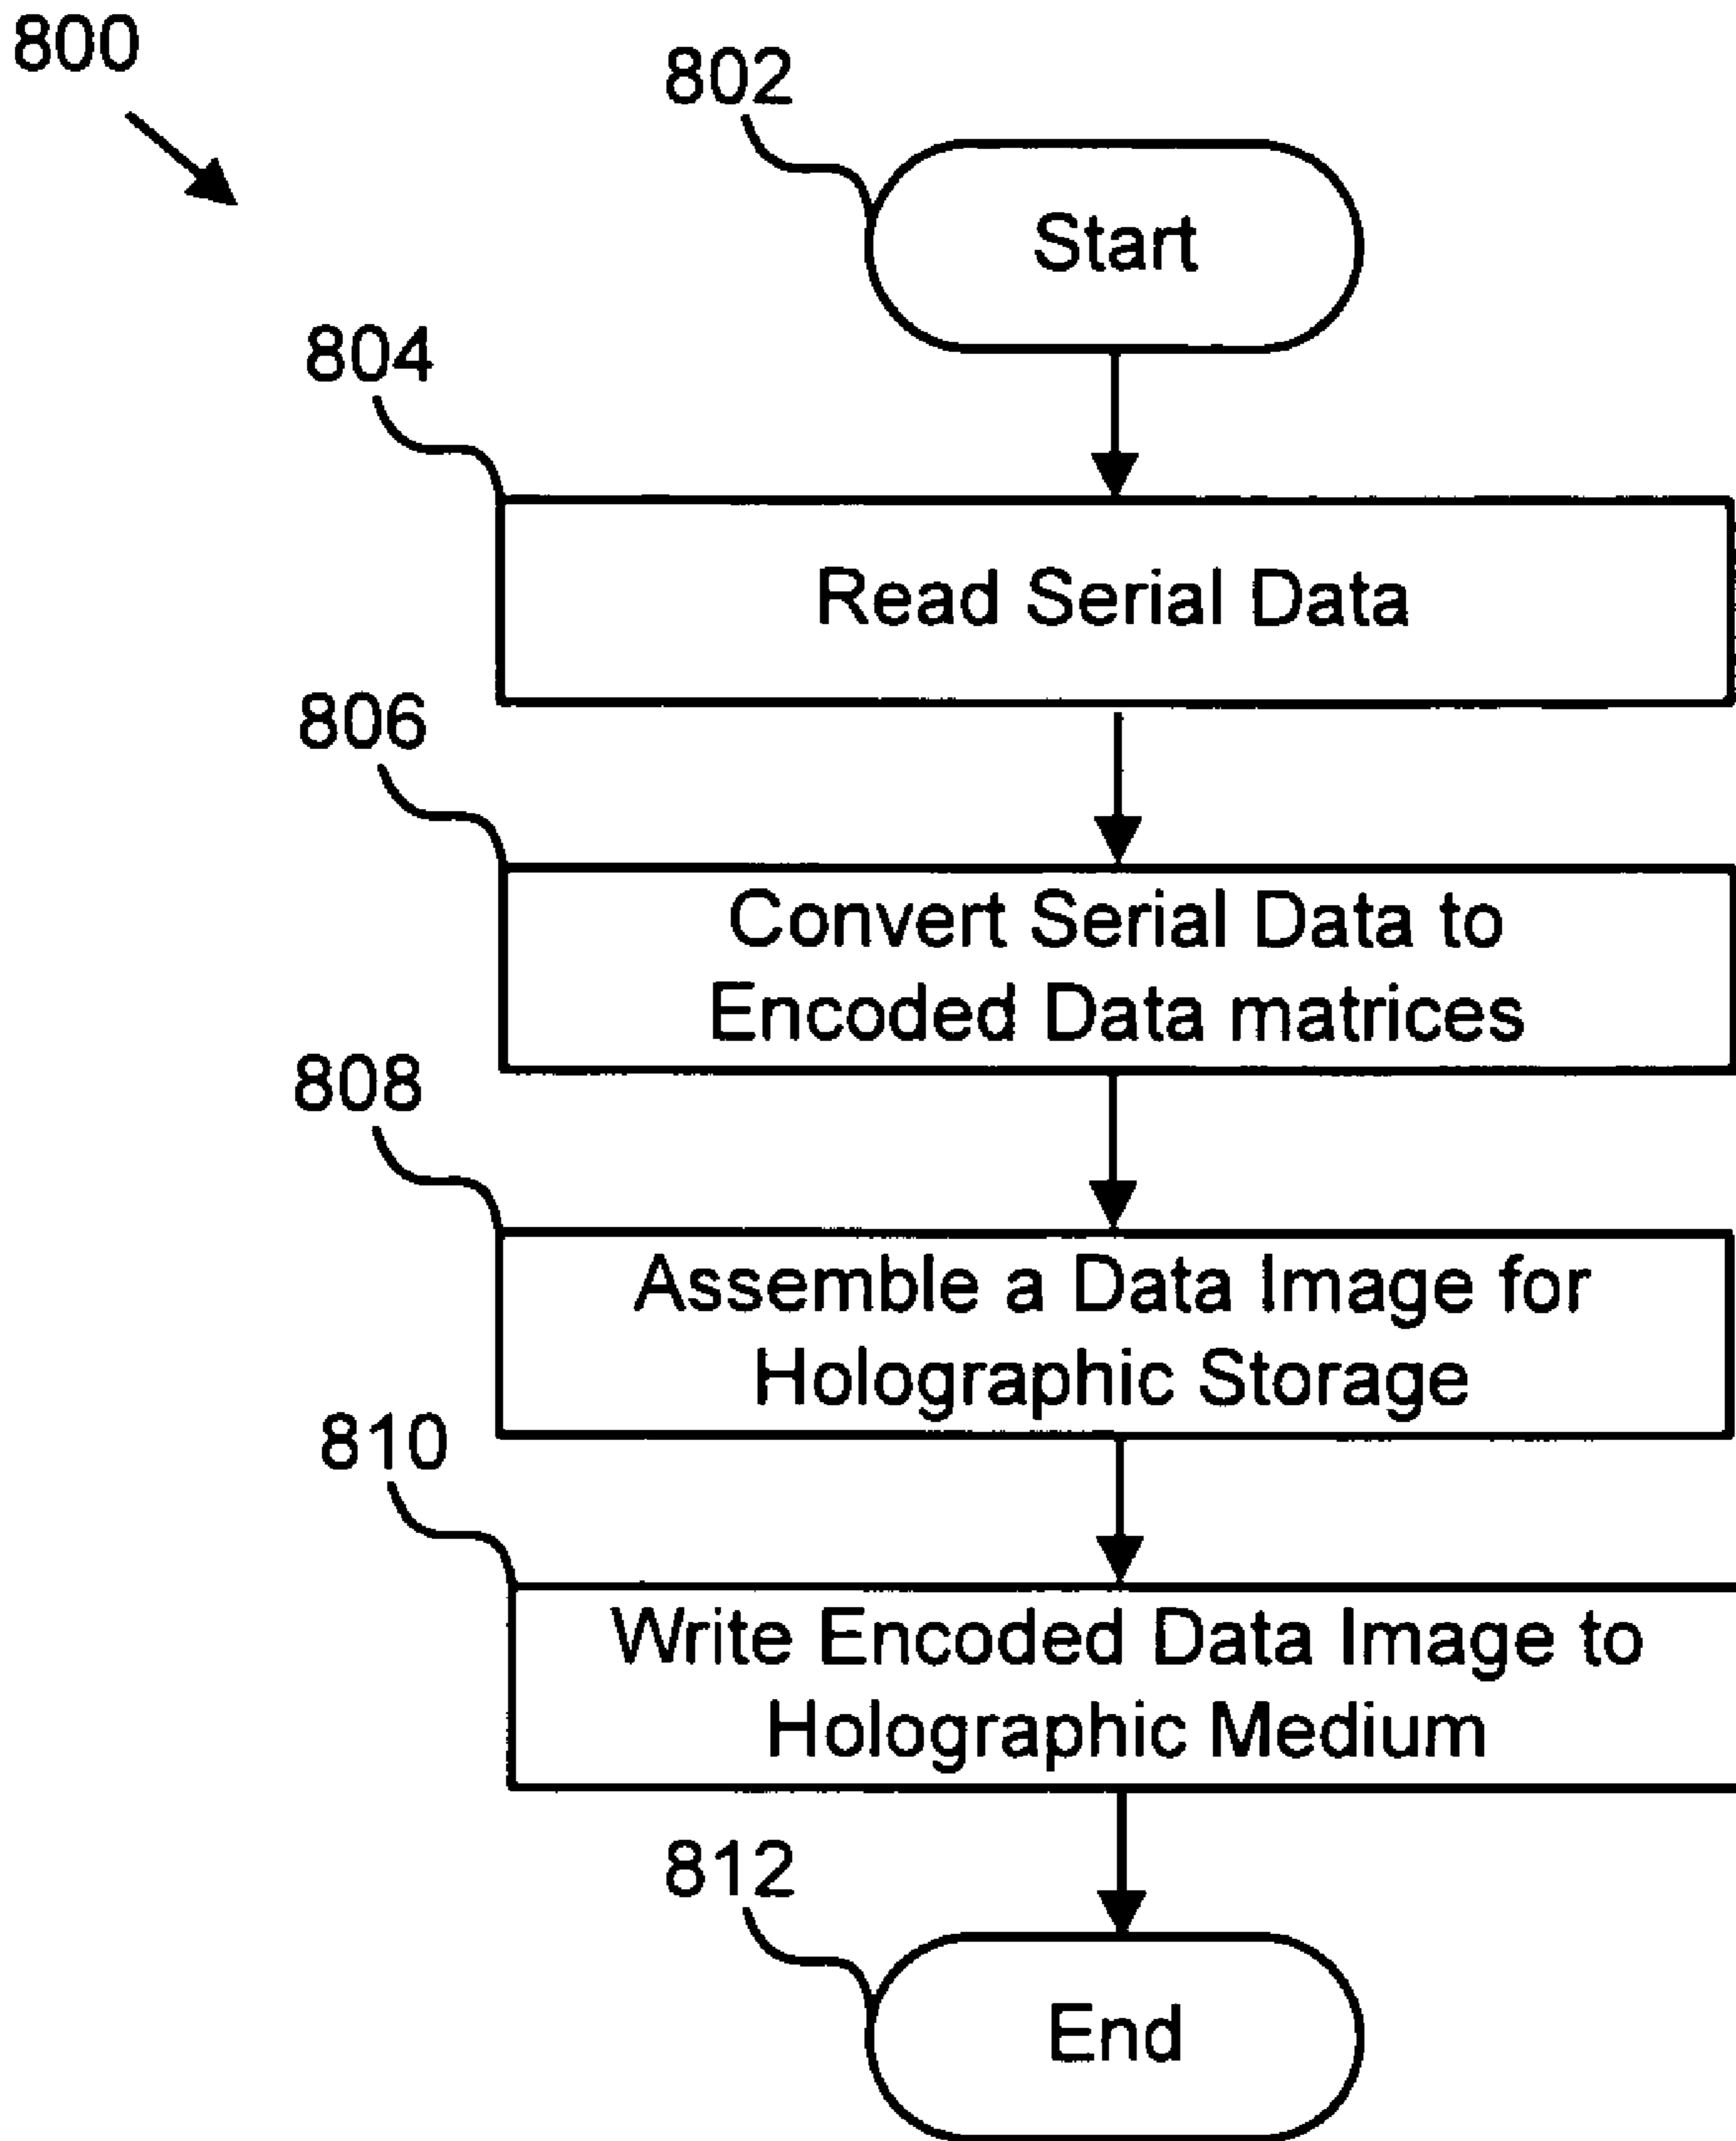 800
802
Start
804
Read Serial Data
806
Convert Serial Data to
Encoded Data matrices
808
Assemble a Data Image for
Holographic Storage
810
Write Encoded Data Image to
Holographic Medium
812
End